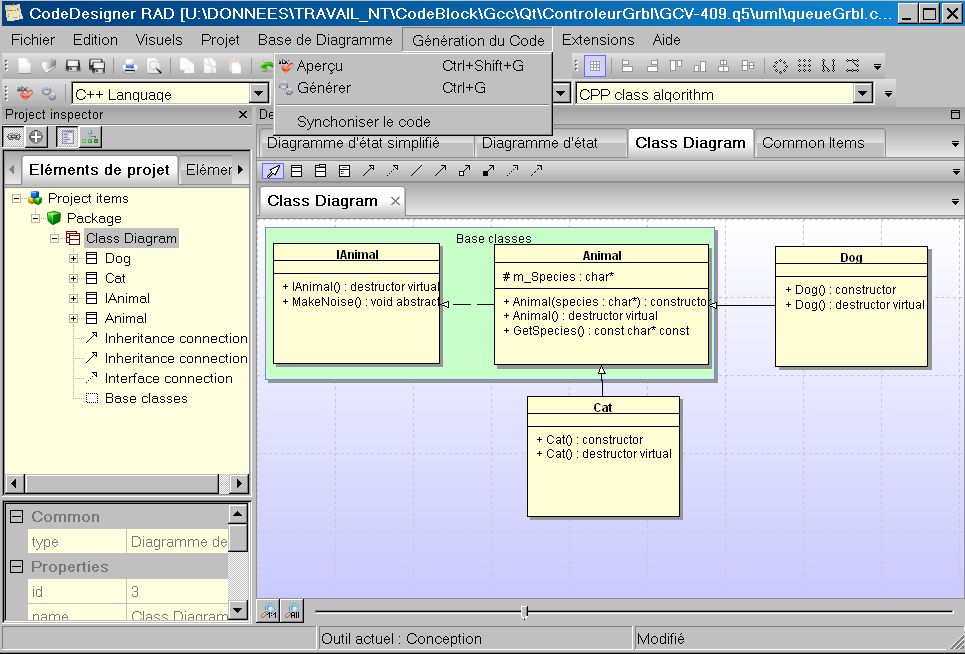 CodeDesigner RAD [U:\DONNEES\TRAVAIL_NT\CodeBlock\Gcc\Qt\ControleurGrbl\GCV-409.q5\uml\queueGrbl.c...
Fichier Edition Visuels Projet Base de Diagramme Génération du Code Extensions Aide
Aperçu Ctrl+Shift+G
Générer Ctrl+G
Synchoniser le code
C++ Language
CPP class algorithm
Project inspector
De
Diagramme d'état simplifié Diagramme d'état Class Diagram Common Items
Eléments de projet Elémer
Class Diagram
Project items
Package
Class Diagram
Dog
Cat
IAnimal
Animal
Inheritance connection
Inheritance connection
Interface connection
Base classes
Base classes
IAnimal
+ IAnimal() : destructor virtual
+ MakeNoise() : void abstract
Animal
# m_Species : char*
+ Animal(species : char*) : constructor
+ Animal() : destructor virtual
+ GetSpecies() : const char* const
Dog
+ Dog() : constructor
+ Dog() : destructor virtual
Cat
+ Cat() : constructor
+ Cat() : destructor virtual
Common
type Diagramme de
Properties
id 3
name Class Diagram
1:1 All
Outil actuel : Conception
Modifié